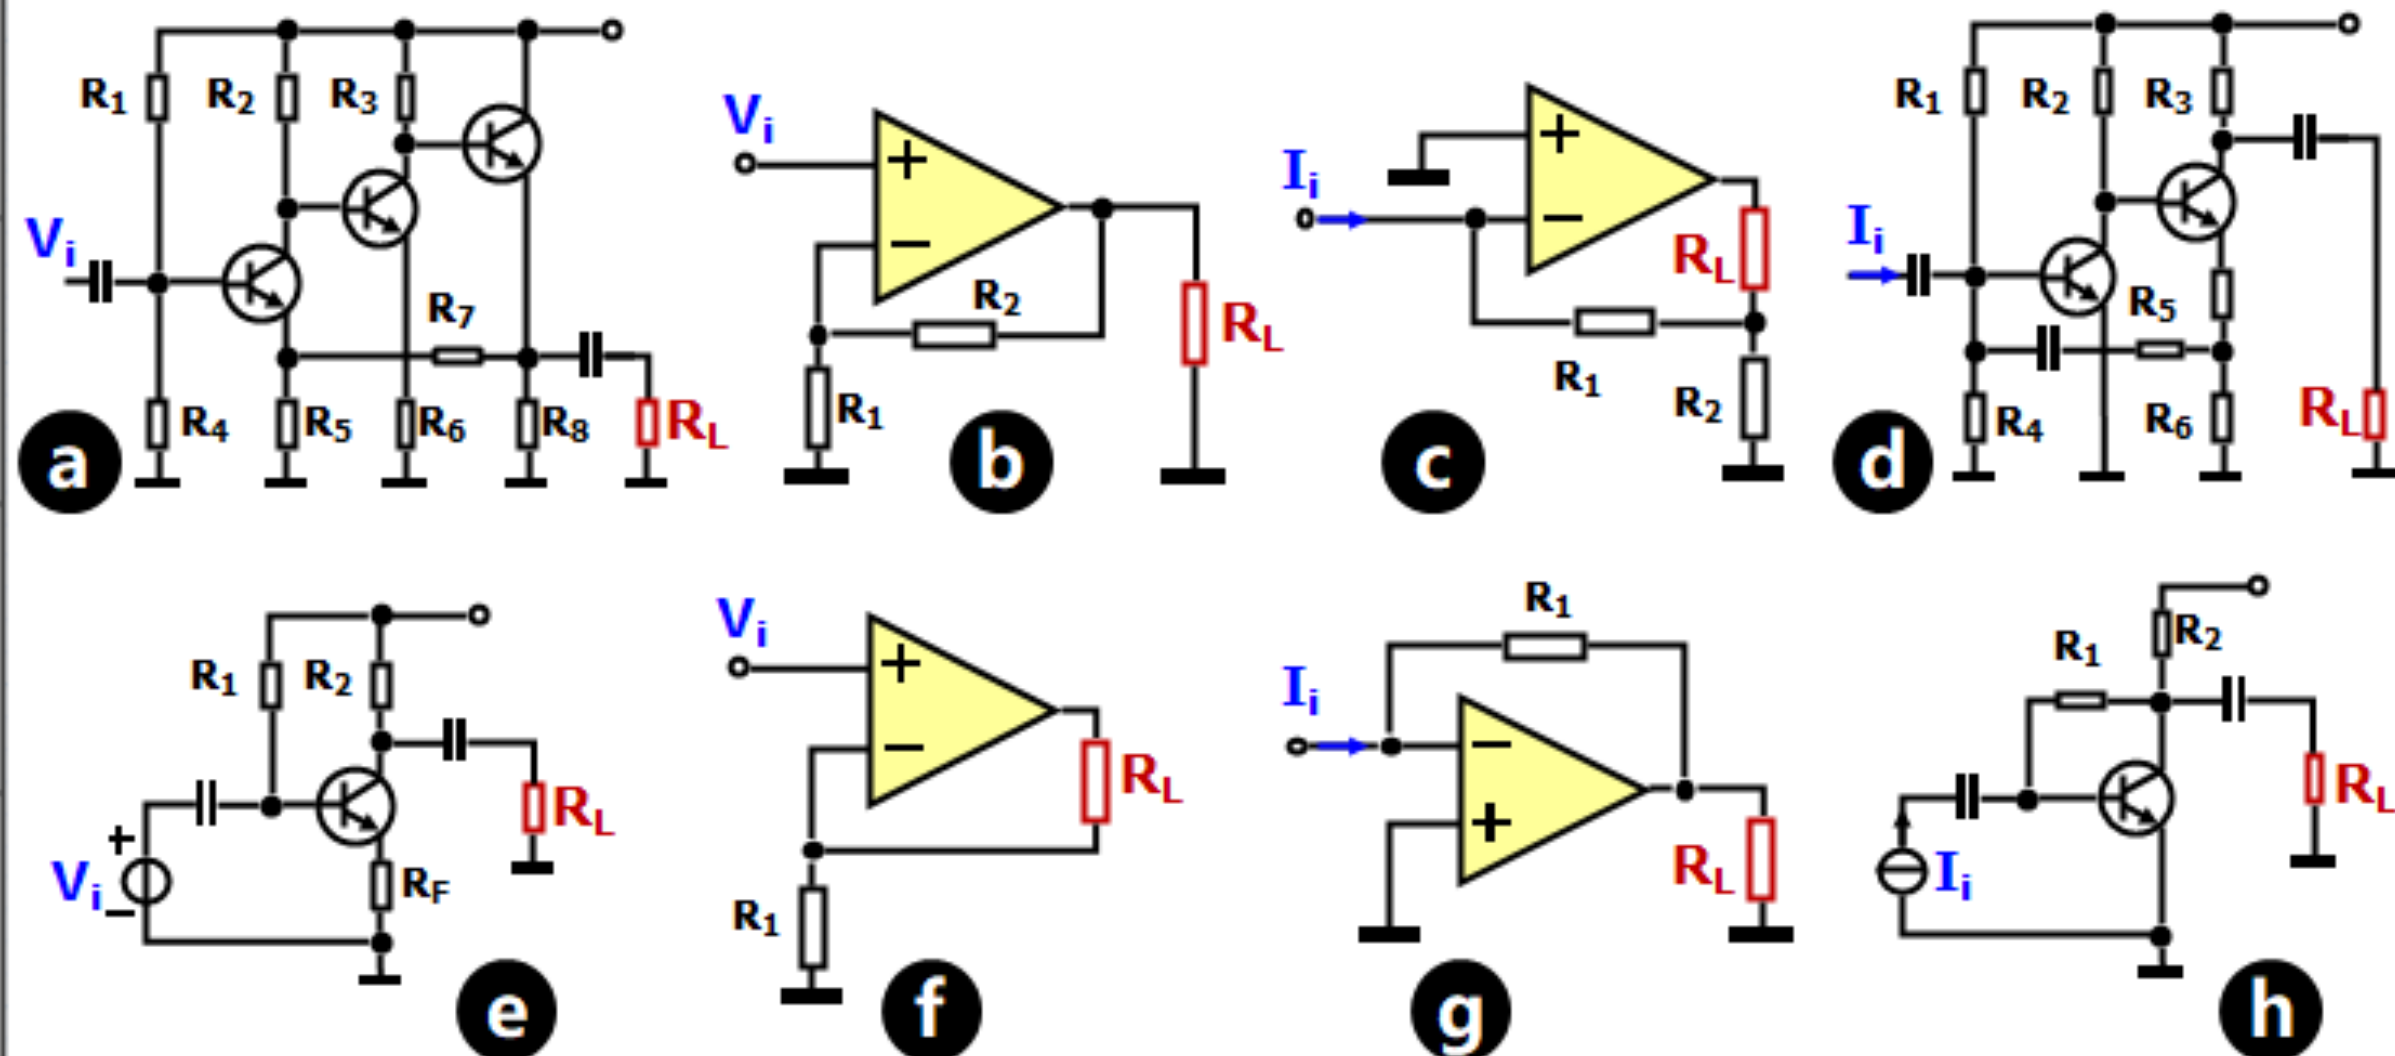 R1 R2 R3
Vi
R7
R4 R5 R6 R8 RL
a
Vi
+
−
R2
RL
R1
b
Ii
+
−
RL
R1
R2
c
R1 R2 R3
Ii
R5
R4 R6 RL
d
R1 R2
RL
+
Vi
−
RF
e
Vi
+
−
RL
R1
f
R1
Ii
−
+
RL
g
R2
R1
RL
Ii
h